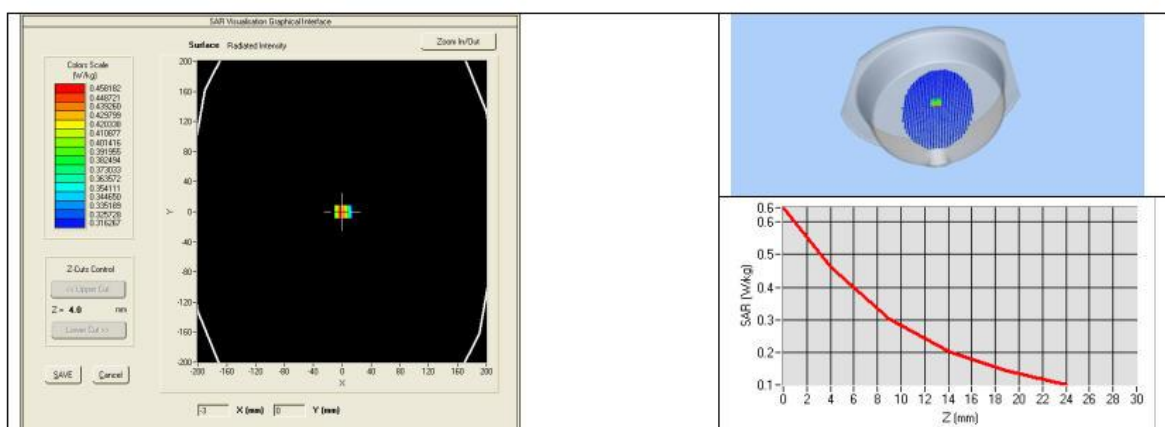 SAR Visualisation Graphical Interface
Surface Radiated Intensity
Zoom In/Out
Colors Scale
(W/kg)
0.458182
0.448721
0.439260
0.429799
0.420338
0.410877
0.401416
0.391955
0.382494
0.373033
0.363572
0.354111
0.344650
0.335189
0.325728
0.316267
Z-Cuts Control
<< Upper Cut
Z = 4.0 mm
Lower Cut >>
SAVE Cancel
200
160
120
80
40
0
-40
-80
-120
-160
-200
Y
-200 -160 -120 -80 -40 0 40 80 120 160 200
X
-3 X (mm) 0 Y (mm)
0.6
0.6
0.5
0.4
0.3
0.2
0.1
SAR (W/kg)
0 2 4 6 8 10 12 14 16 18 20 22 24 26 28 30
Z (mm)